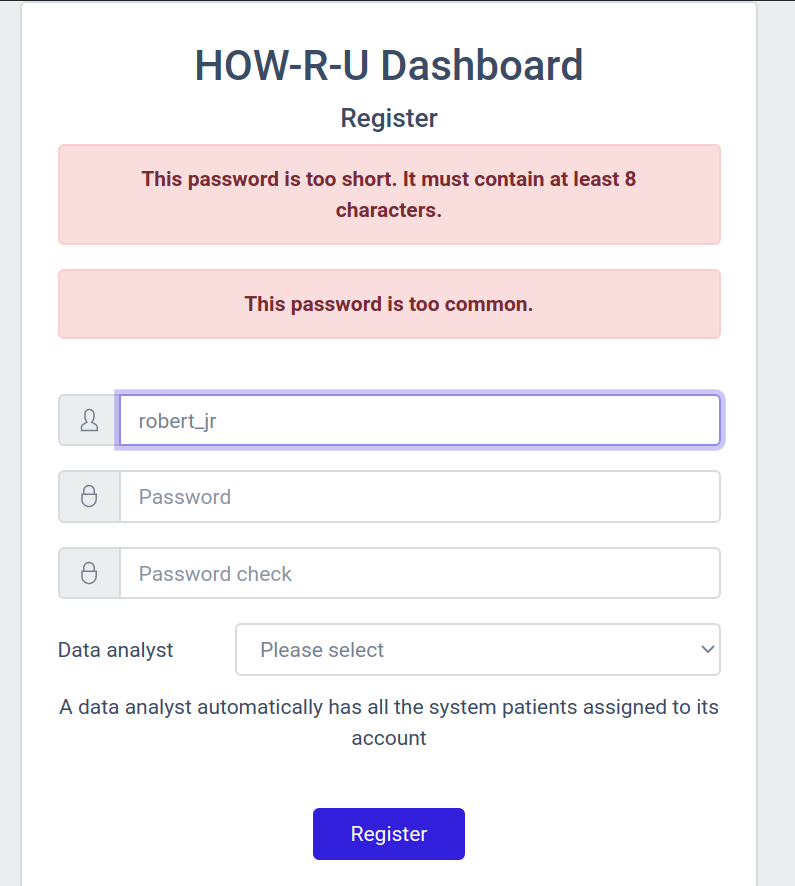 HOW-R-U Dashboard
Register
This password is too short. It must contain at least 8
characters.
This password is too common.
robert_jr
Password
Password check
Data analyst
Please select
A data analyst automatically has all the system patients assigned to its
account
Register